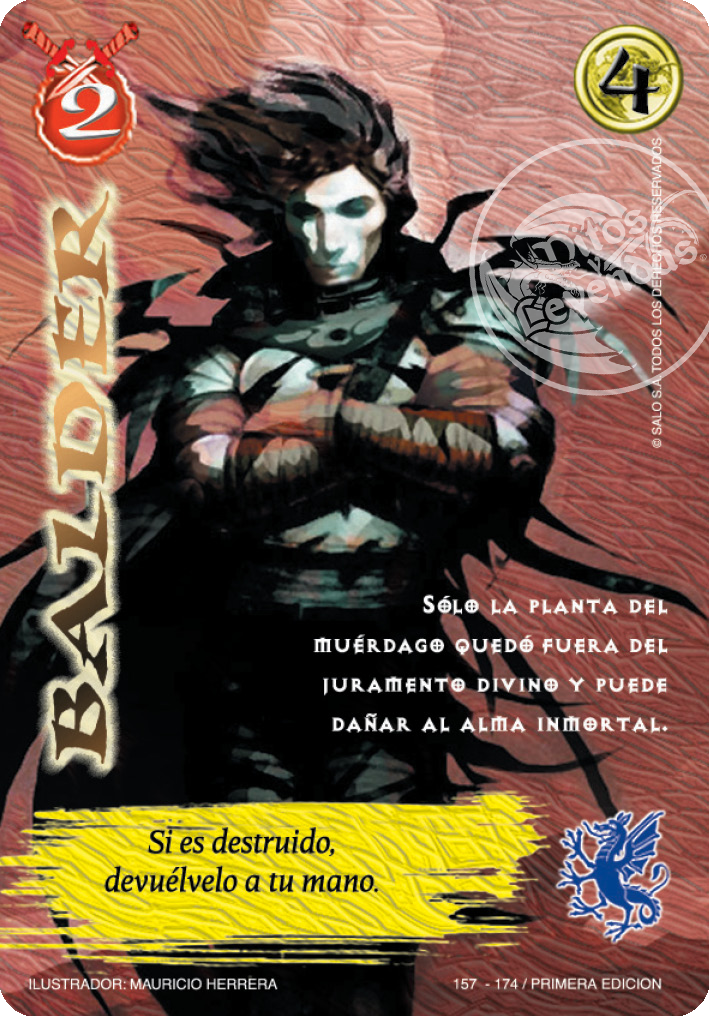 2
4
BALDER
mitos
y
Leyendas
© SALO S.A. TODOS LOS DERECHOS RESERVADOS
SÓLO LA PLANTA DEL
MUÉRDAGO QUEDÓ FUERA DEL
JURAMENTO DIVINO Y PUEDE
DAÑAR AL ALMA INMORTAL.
Si es destruido,
devuélvelo a tu mano.
ILUSTRADOR: MAURICIO HERRERA
157 - 174 / PRIMERA EDICION